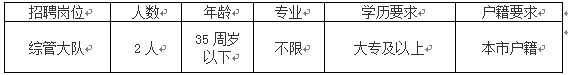 招聘岗位 人数 年龄 专业 学历要求 户籍要求
综管大队 2人 35周岁以下 不限 大专及以上 本市户籍